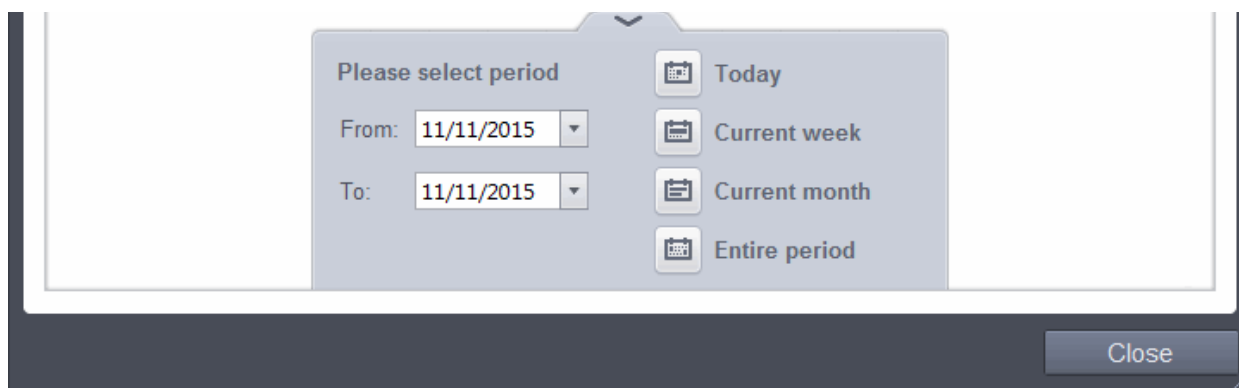 Please select period
From: 11/11/2015
To: 11/11/2015
Today
Current week
Current month
Entire period
Close